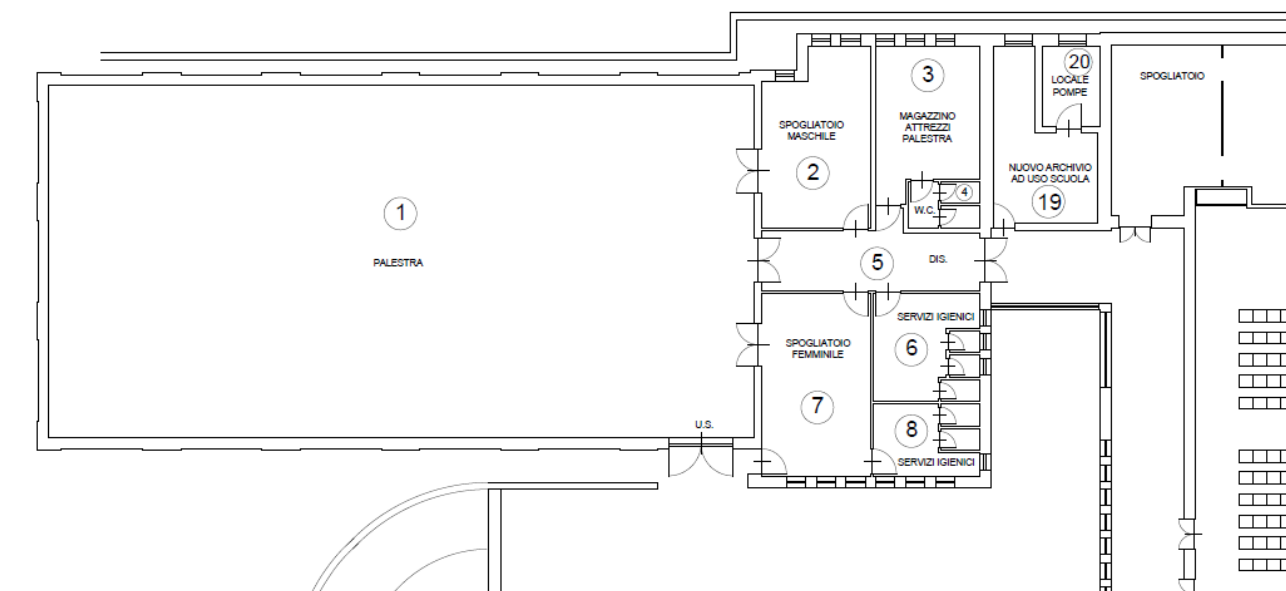 1
PALESTRA
U.S.
SPOGLIATOIO
MASCHILE
2
3
MAGAZZINO
ATTREZZI
PALESTRA
4
W.C.
5
DIS.
SERVIZI IGIENICI
6
SPOGLIATOIO
FEMMINILE
7
8
SERVIZI IGIENICI
20
LOCALE
POMPE
NUOVO ARCHIVIO
AD USO SCUOLA
19
SPOGLIATOIO